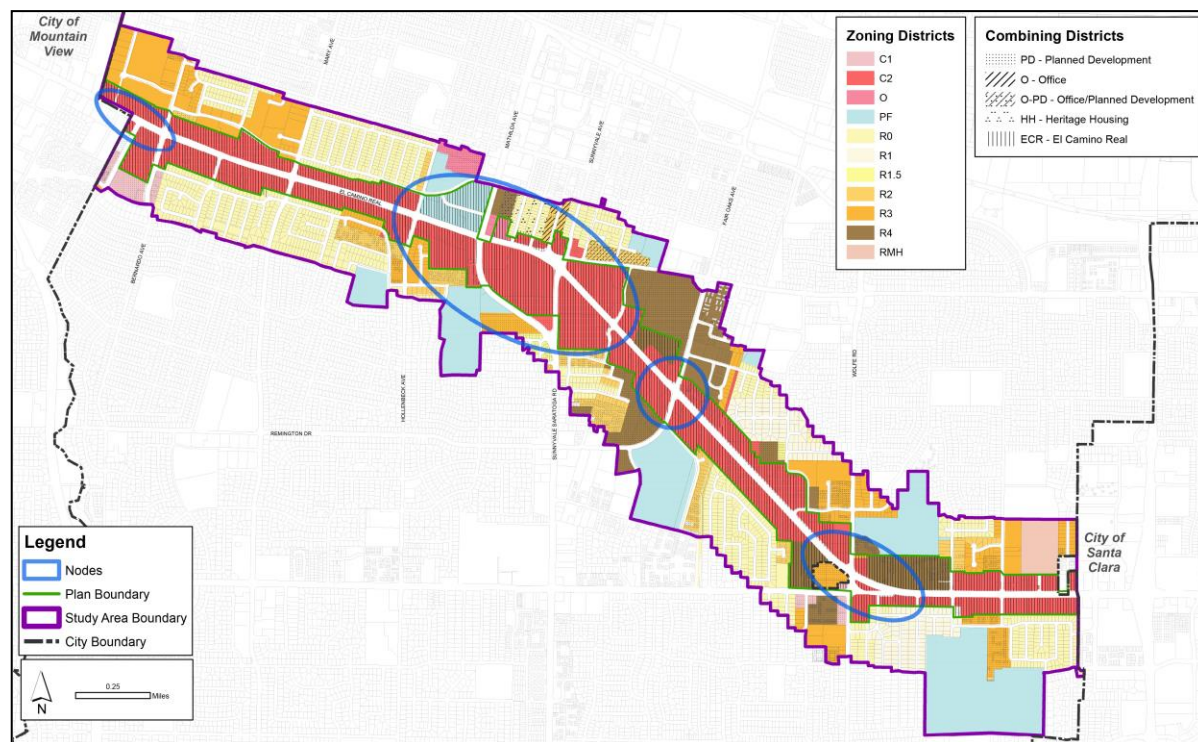 City of
Mountain
View
MARY AVE
MATHILDA AVE
SUNNYVALE AVE
FAIR OAKS AVE
EL CAMINO REAL
BERNARDO AVE
HOLLENBECK AVE
REMINGTON DR
SUNNYVALE SARATOGA RD
WOLFE RD
City of
Santa
Clara
Zoning Districts
C1
C2
O
PF
R0
R1
R1.5
R2
R3
R4
RMH
Combining Districts
PD - Planned Development
O - Office
O-PD - Office/Planned Development
HH - Heritage Housing
ECR - El Camino Real
Legend
Nodes
Plan Boundary
Study Area Boundary
City Boundary
N
0.25
Miles